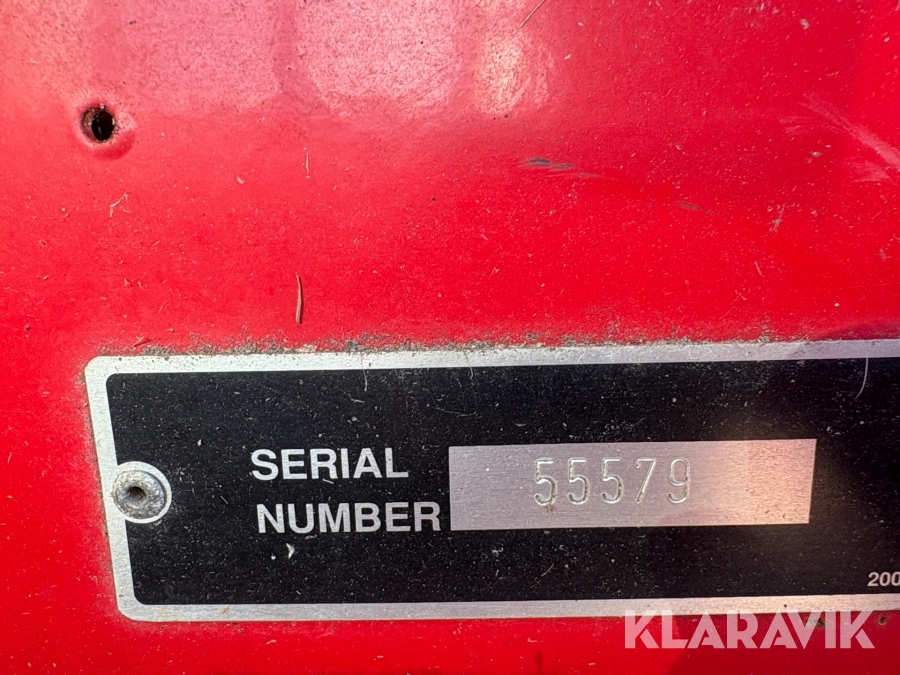 SERIAL 55579
NUMBER
200
KLARAVIK